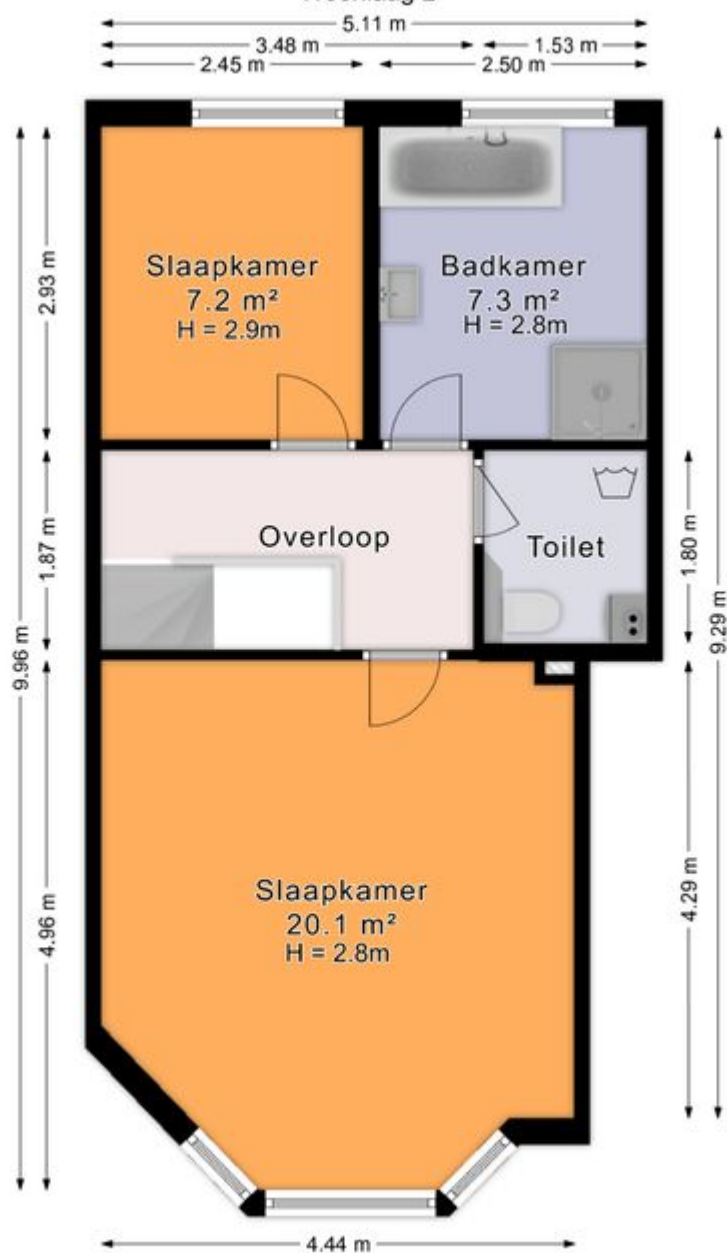 5.11 m
3.48 m
1.53 m
2.45 m
2.50 m
Slaapkamer
7.2 m²
H = 2.9m
Badkamer
7.3 m²
H = 2.8m
2.93 m
Overloop
Toilet
1.87 m
1.80 m
9.96 m
9.29 m
Slaapkamer
20.1 m²
H = 2.8m
4.96 m
4.29 m
4.44 m